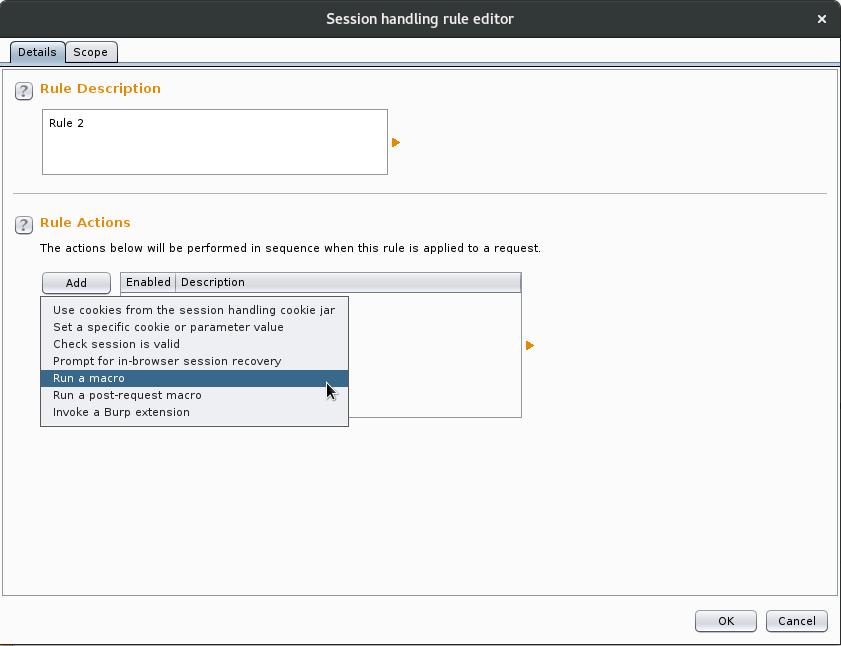 Session handling rule editor
×
Details
Scope
?
Rule Description
Rule 2
?
Rule Actions
The actions below will be performed in sequence when this rule is applied to a request.
Add
Enabled
Description
Use cookies from the session handling cookie jar
Set a specific cookie or parameter value
Check session is valid
Prompt for in-browser session recovery
Run a macro
Run a post-request macro
Invoke a Burp extension
OK
Cancel